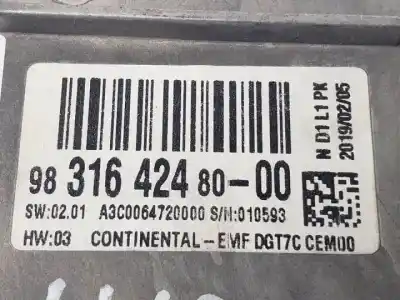 98 316 424 80-00
SW:02.01 A3C0064720000 S/N:010593
HW:03 CONTINENTAL-EMF DGT7C CEM00
N D1 L1 PK
2019/02/05